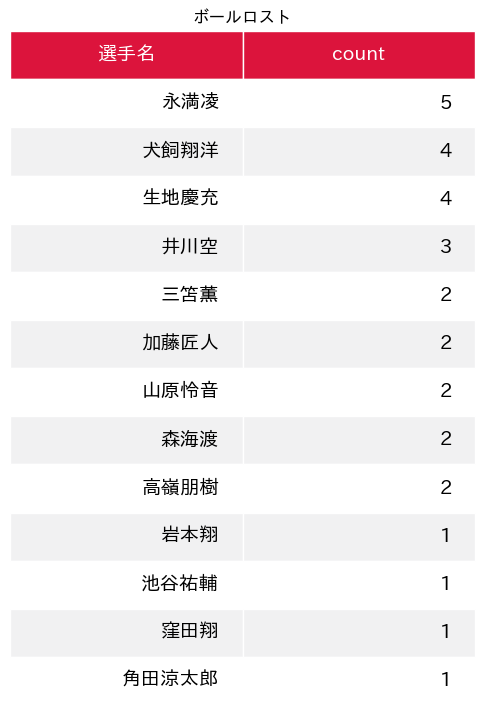 ボールロスト
選手名 count
永満凌 5
犬飼翔洋 4
生地慶充 4
井川空 3
三笘薫 2
加藤匠人 2
山原怜音 2
森海渡 2
高嶺朋樹 2
岩本翔 1
池谷祐輔 1
窪田翔 1
角田涼太郎 1